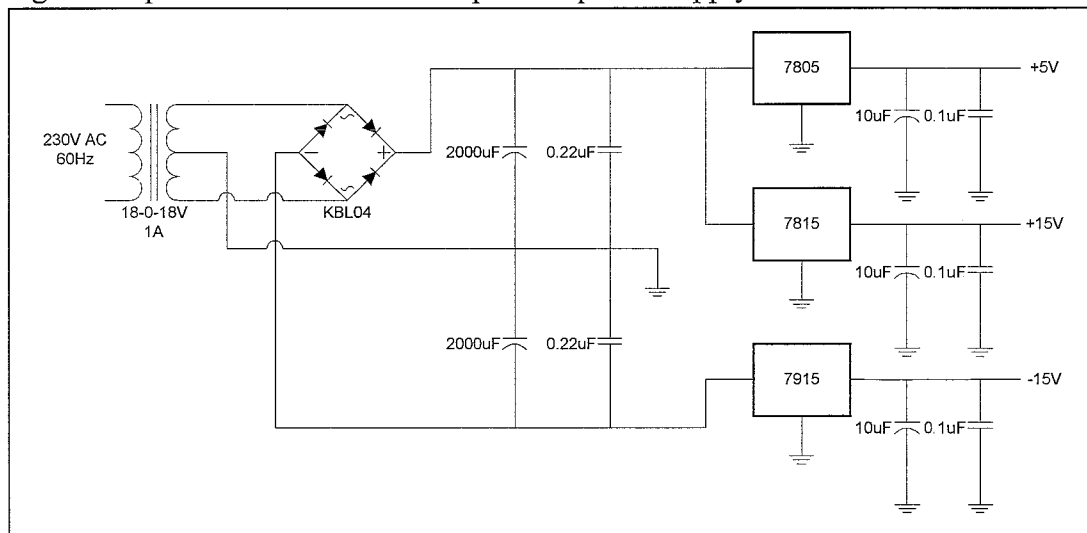 7805
+5V
10uF
0.1uF
230V AC
60Hz
2000uF
0.22uF
18-0-18V
1A
KBL04
7815
+15V
10uF
0.1uF
2000uF
0.22uF
7915
-15V
10uF
0.1uF